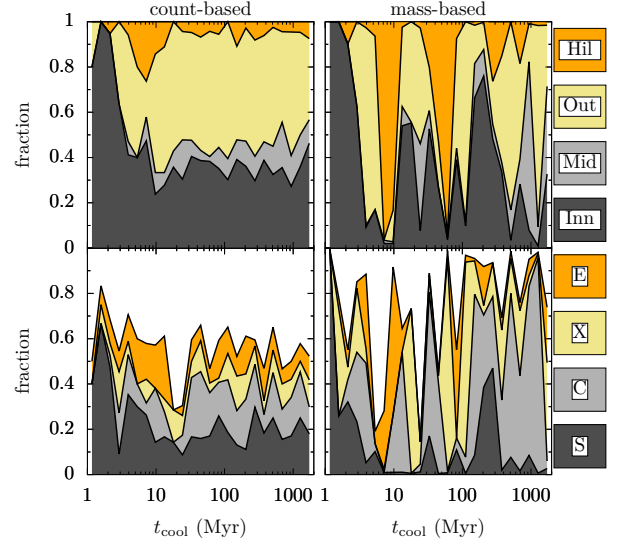 count-based
mass-based
1
0.8
0.6
0.4
0.2
0
fraction
Hil
Out
Mid
Inn
0.8
0.6
0.4
0.2
0
fraction
E
X
C
S
1
10
100
1000
1
10
100
1000
t_cool (Myr)
t_cool (Myr)